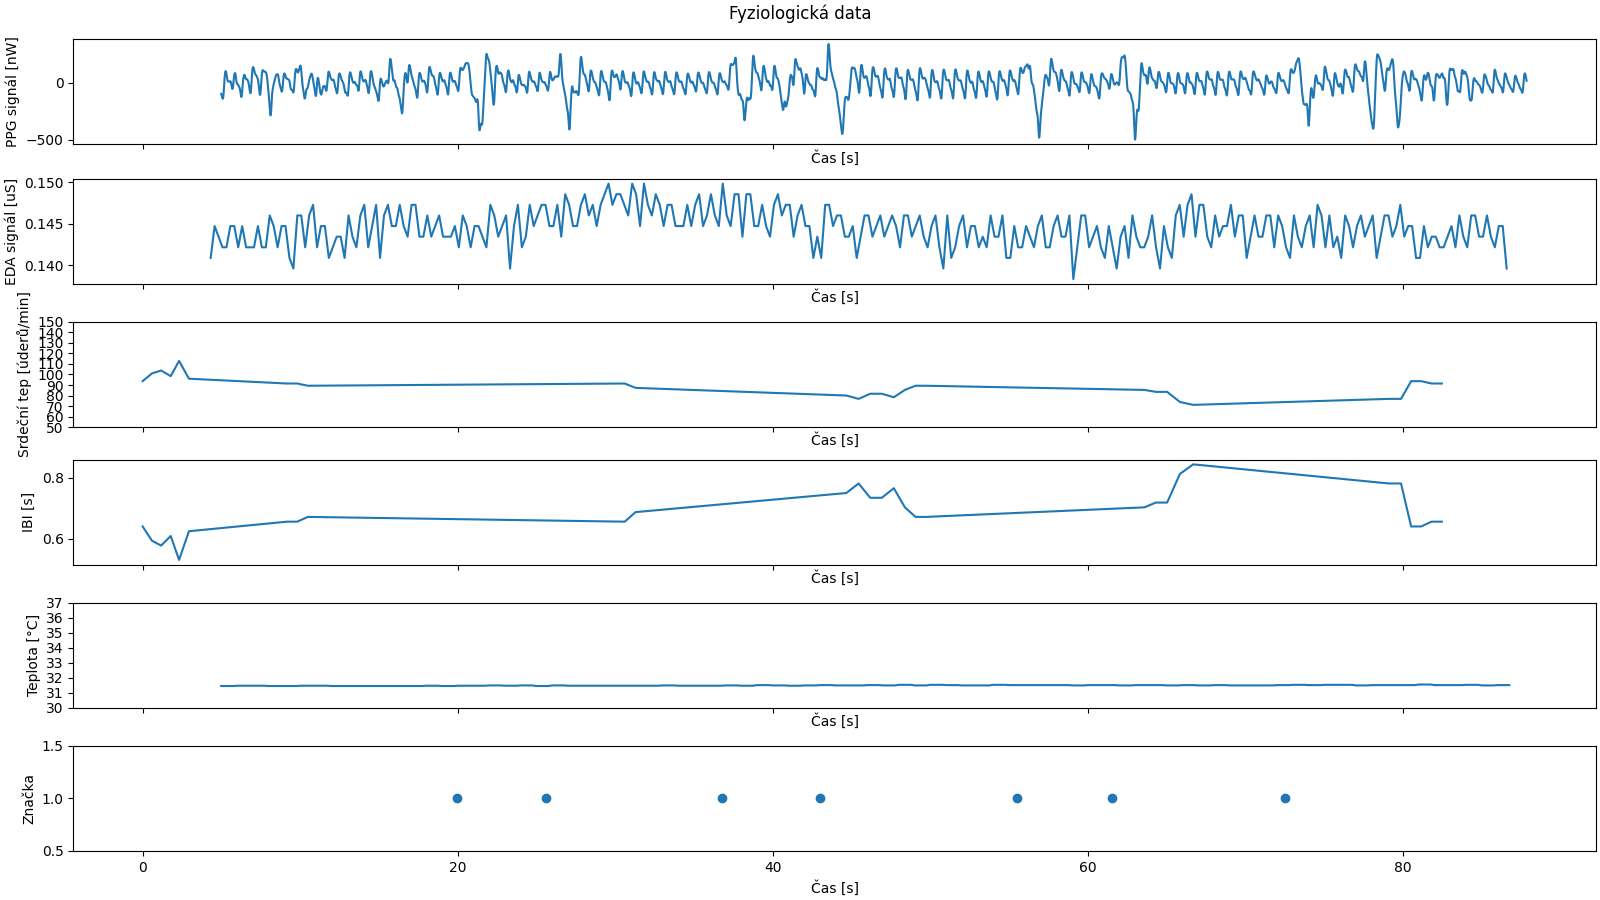 Fyziologická data
PPG signál [nW]
0
−500
Čas [s]
EDA signál [uS]
0.150
0.145
0.140
Čas [s]
Srdeční tep [úderů/min]
150
140
130
120
110
100
90
80
70
60
50
Čas [s]
IBI [s]
0.8
0.6
Čas [s]
Teplota [°C]
37
36
35
34
33
32
31
30
Čas [s]
Značka
1.5
1.0
0.5
0 20 40 60 80
Čas [s]